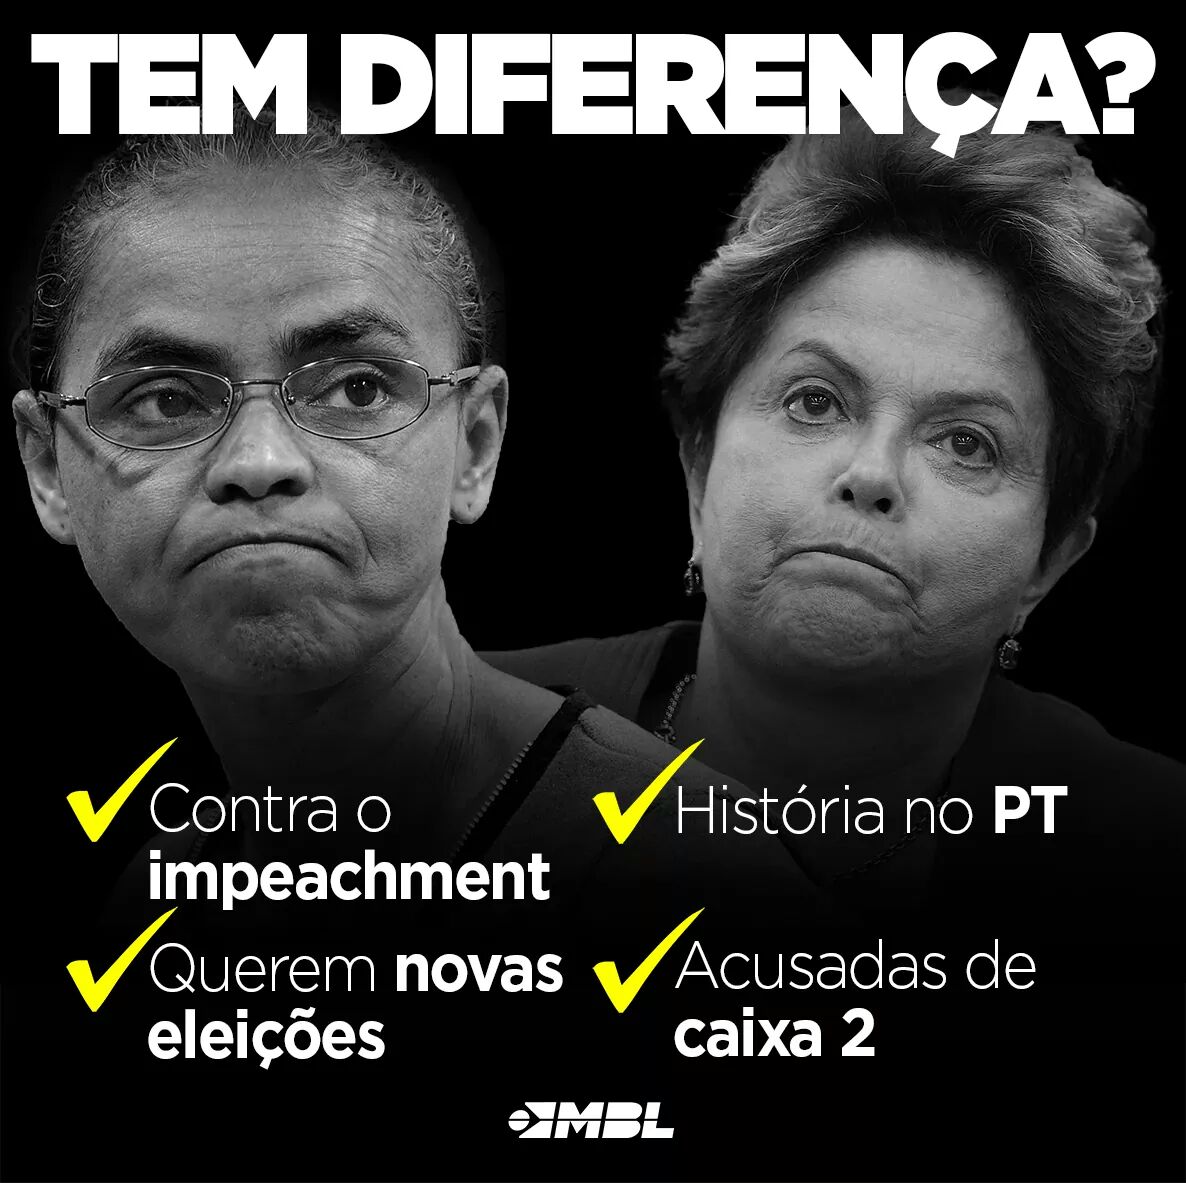 TEM DIFERENÇA?
Contra o
impeachment
História no PT
Querem novas
eleições
Acusadas de
caixa 2
MBL